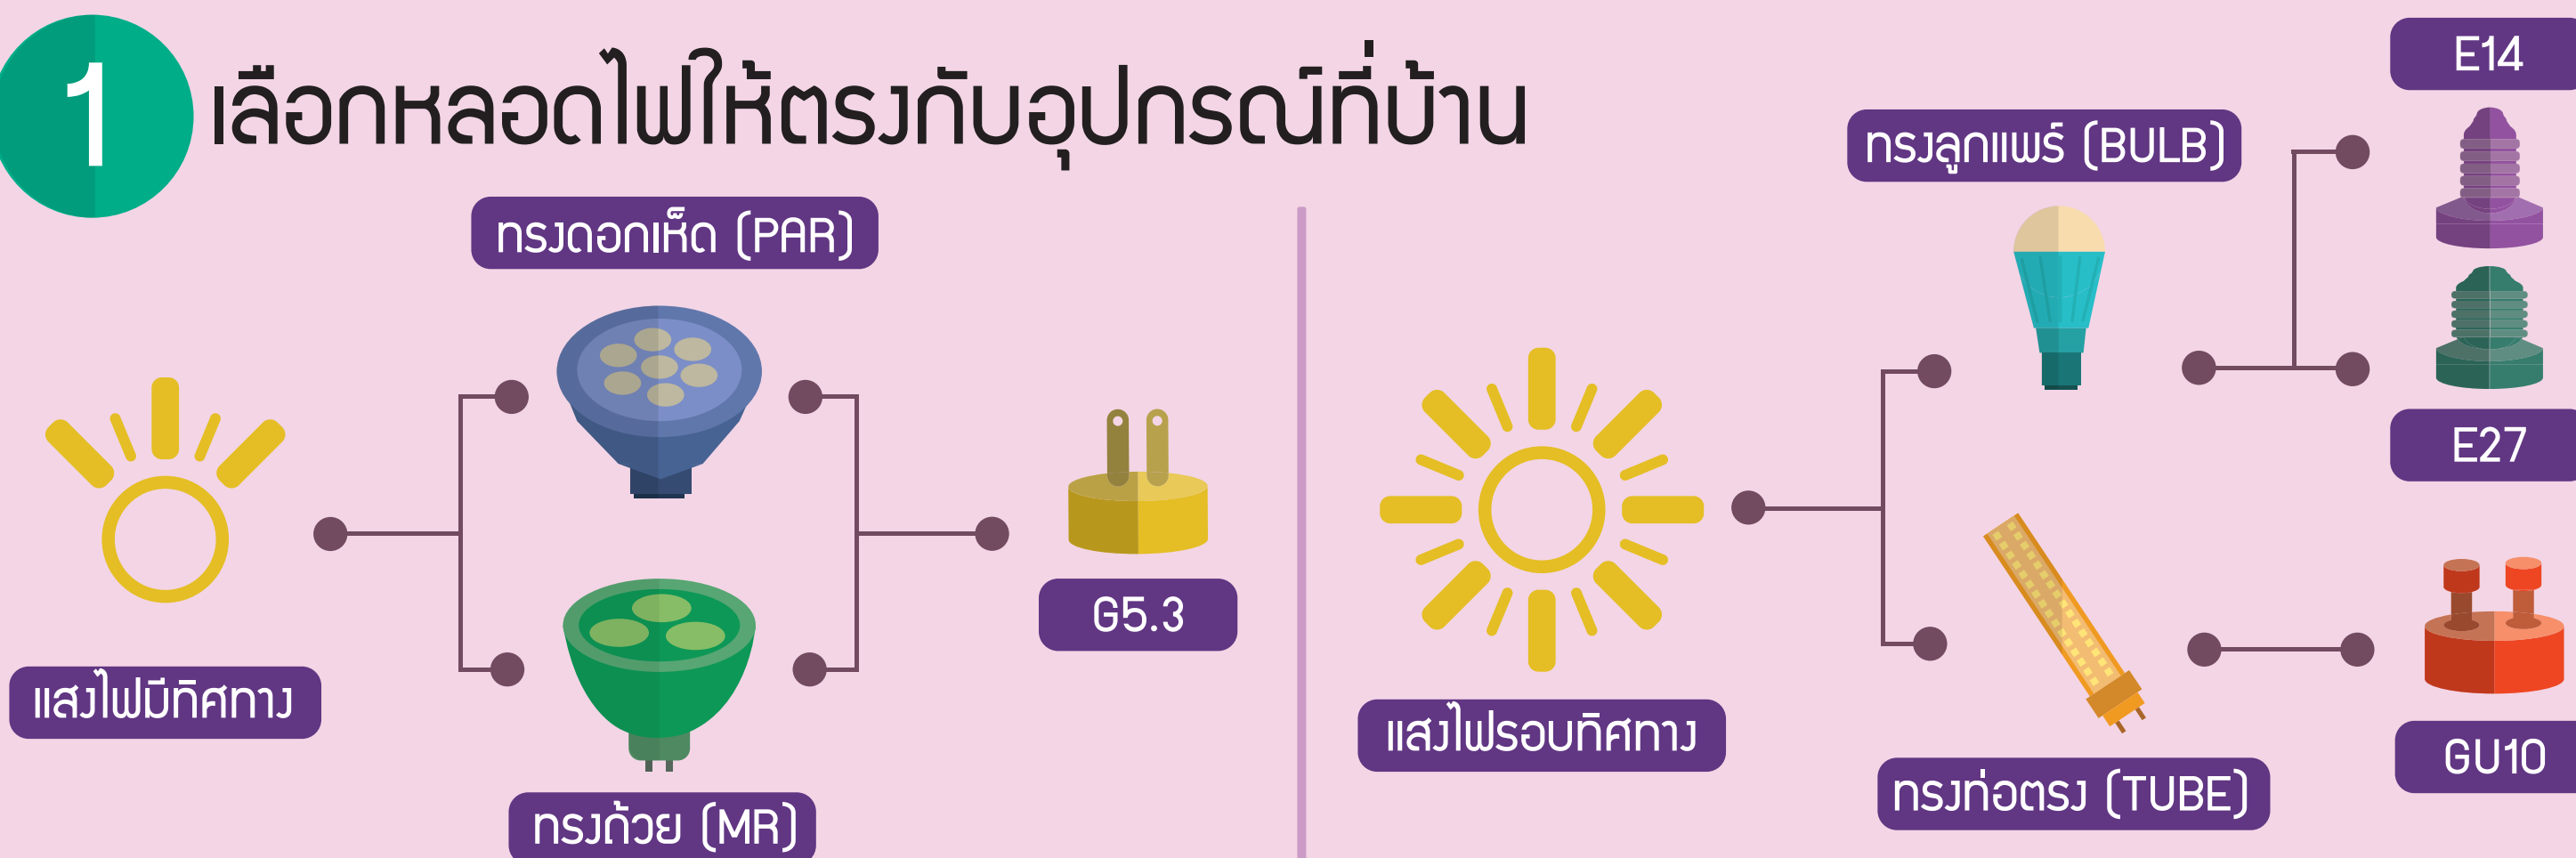 1
เลือกหลอดไฟให้ตรงกับอุปกรณ์ที่บ้าน
ทรงดอกเห็ด (PAR)
แสงไฟมีทิศทาง
ทรงถ้วย (MR)
G5.3
ทรงลูกแพร์ (BULB)
E14
E27
แสงไฟรอบทิศทาง
ทรงท่อตรง (TUBE)
GU10